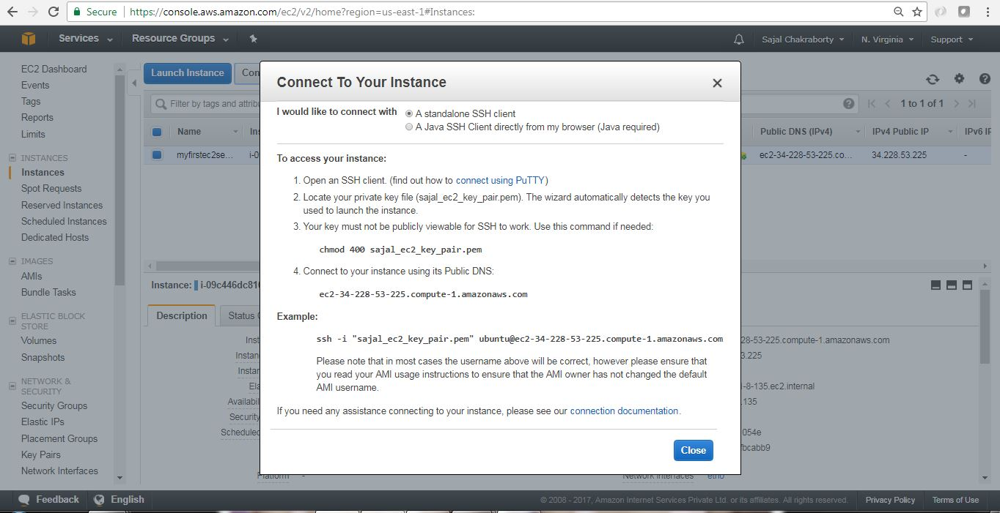 Secure
https://console.aws.amazon.com/ec2/v2/home?region=us-east-1#Instances:
Services
Resource Groups
Sajal Chakraborty
N. Virginia
Support
EC2 Dashboard
Events
Tags
Reports
Limits
INSTANCES
Instances
Spot Requests
Reserved Instances
Scheduled Instances
Dedicated Hosts
IMAGES
AMIs
Bundle Tasks
ELASTIC BLOCK
STORE
Volumes
Snapshots
NETWORK &
SECURITY
Security Groups
Elastic IPs
Placement Groups
Key Pairs
Network Interfaces
Launch Instance
Con
Filter by tags and attribu
1 to 1 of 1
Name
Ins
Public DNS (IPv4)
IPv4 Public IP
IPv6 IP
myfirstec2se...
i-0
ec2-34-228-53-225.co...
34.228.53.225
-
Instance:
i-09c446dc810
Description
Status C
Inst
Instan
Instar
Ela
Availabi
Security
Scheduled
Platform
-
28-53-225.compute-1.amazonaws.com
3.225
-8-135.ec2.internal
.135
054e
fbcabb9
Network interfaces
eth0
Connect To Your Instance
I would like to connect with
A standalone SSH client
A Java SSH Client directly from my browser (Java required)
To access your instance:
1. Open an SSH client. (find out how to connect using PuTTY)
2. Locate your private key file (sajal_ec2_key_pair.pem). The wizard automatically detects the key you
used to launch the instance.
3. Your key must not be publicly viewable for SSH to work. Use this command if needed:
chmod 400 sajal_ec2_key_pair.pem
4. Connect to your instance using its Public DNS:
ec2-34-228-53-225.compute-1.amazonaws.com
Example:
ssh -i "sajal_ec2_key_pair.pem" ubuntu@ec2-34-228-53-225.compute-1.amazonaws.com
Please note that in most cases the username above will be correct, however please ensure that
you read your AMI usage instructions to ensure that the AMI owner has not changed the default
AMI username.
If you need any assistance connecting to your instance, please see our connection documentation.
Close
Feedback
English
© 2008 - 2017, Amazon Internet Services Private Ltd. or its affiliates. All rights reserved.
Privacy Policy
Terms of Use